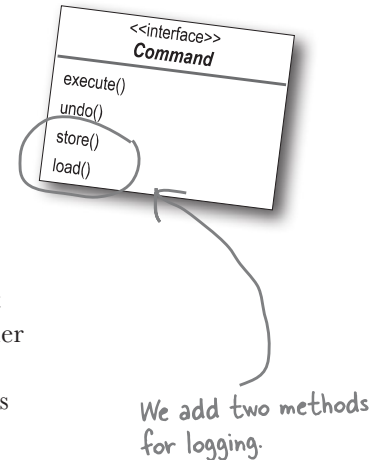 <<interface>>
Command
execute()
undo()
store()
load()
We add two methods
for logging.